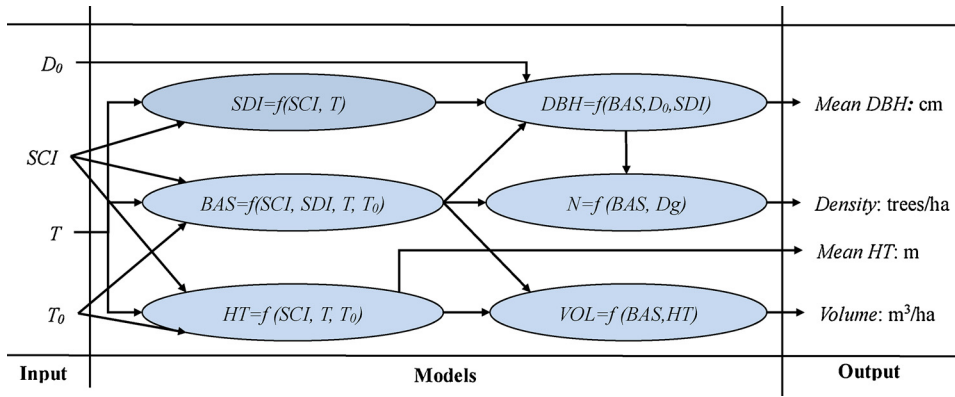 D₀
SDI=f(SCI, T)
DBH=f(BAS,D₀,SDI)
Mean DBH: cm
SCI
BAS=f(SCI, SDI, T, T₀)
N=f (BAS, Dg)
Density: trees/ha
T
Mean HT: m
T₀
HT=f (SCI, T, T₀)
VOL=f (BAS,HT)
Volume: m³/ha
Input
Models
Output